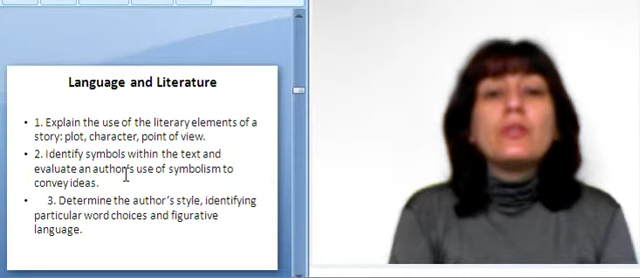 Language and Literature
• 1. Explain the use of the literary elements of a
story: plot, character, point of view.
• 2. Identify symbols within the text and
evaluate an author's use of symbolism to
convey ideas.
• 3. Determine the author's style, identifying
particular word choices and figurative
language.